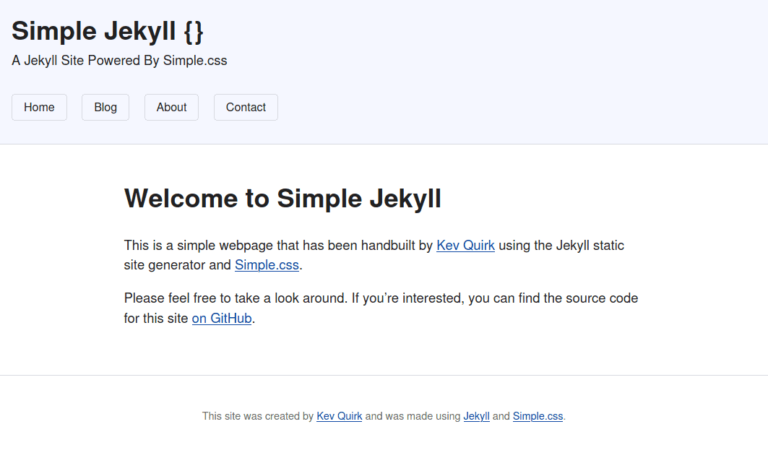 Simple Jekyll {}
A Jekyll Site Powered By Simple.css
Home
Blog
About
Contact
Welcome to Simple Jekyll
This is a simple webpage that has been handbuilt by Kev Quirk using the Jekyll static
site generator and Simple.css.
Please feel free to take a look around. If you’re interested, you can find the source code
for this site on GitHub.
This site was created by Kev Quirk and was made using Jekyll and Simple.css.